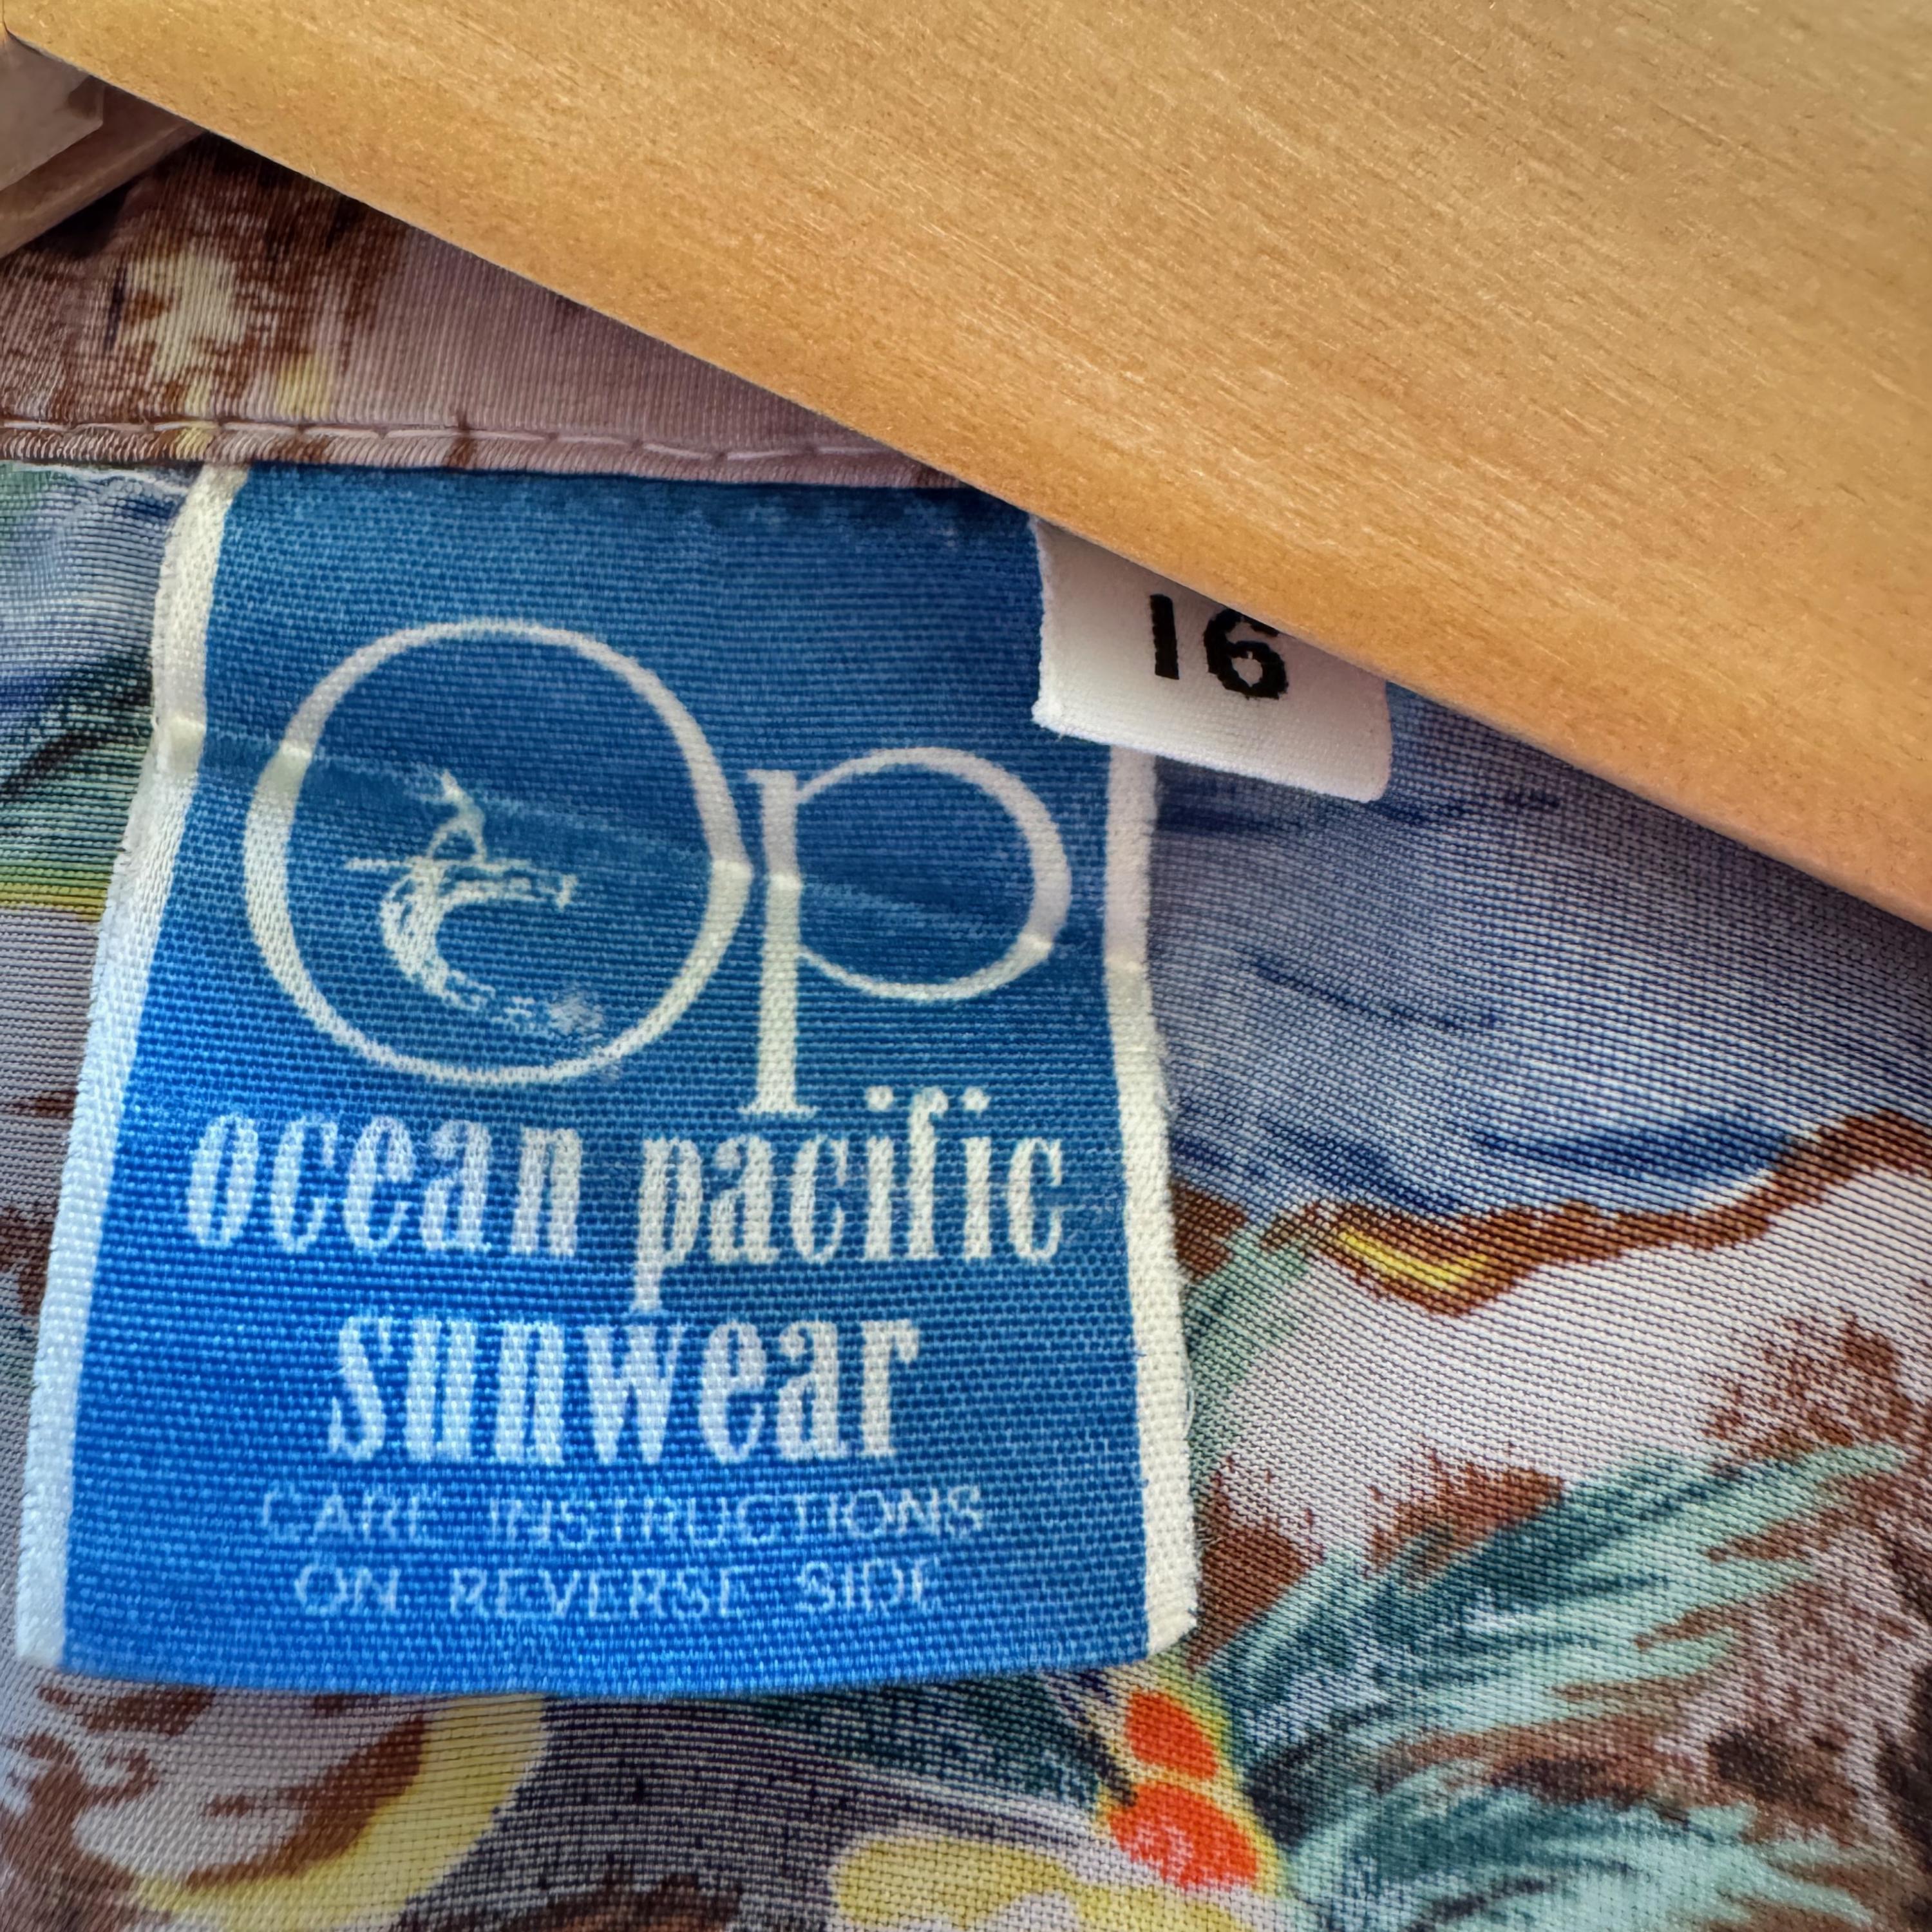 16
Op
ocean pacific
sunwear
CARE INSTRUCTIONS
ON REVERSE SIDE